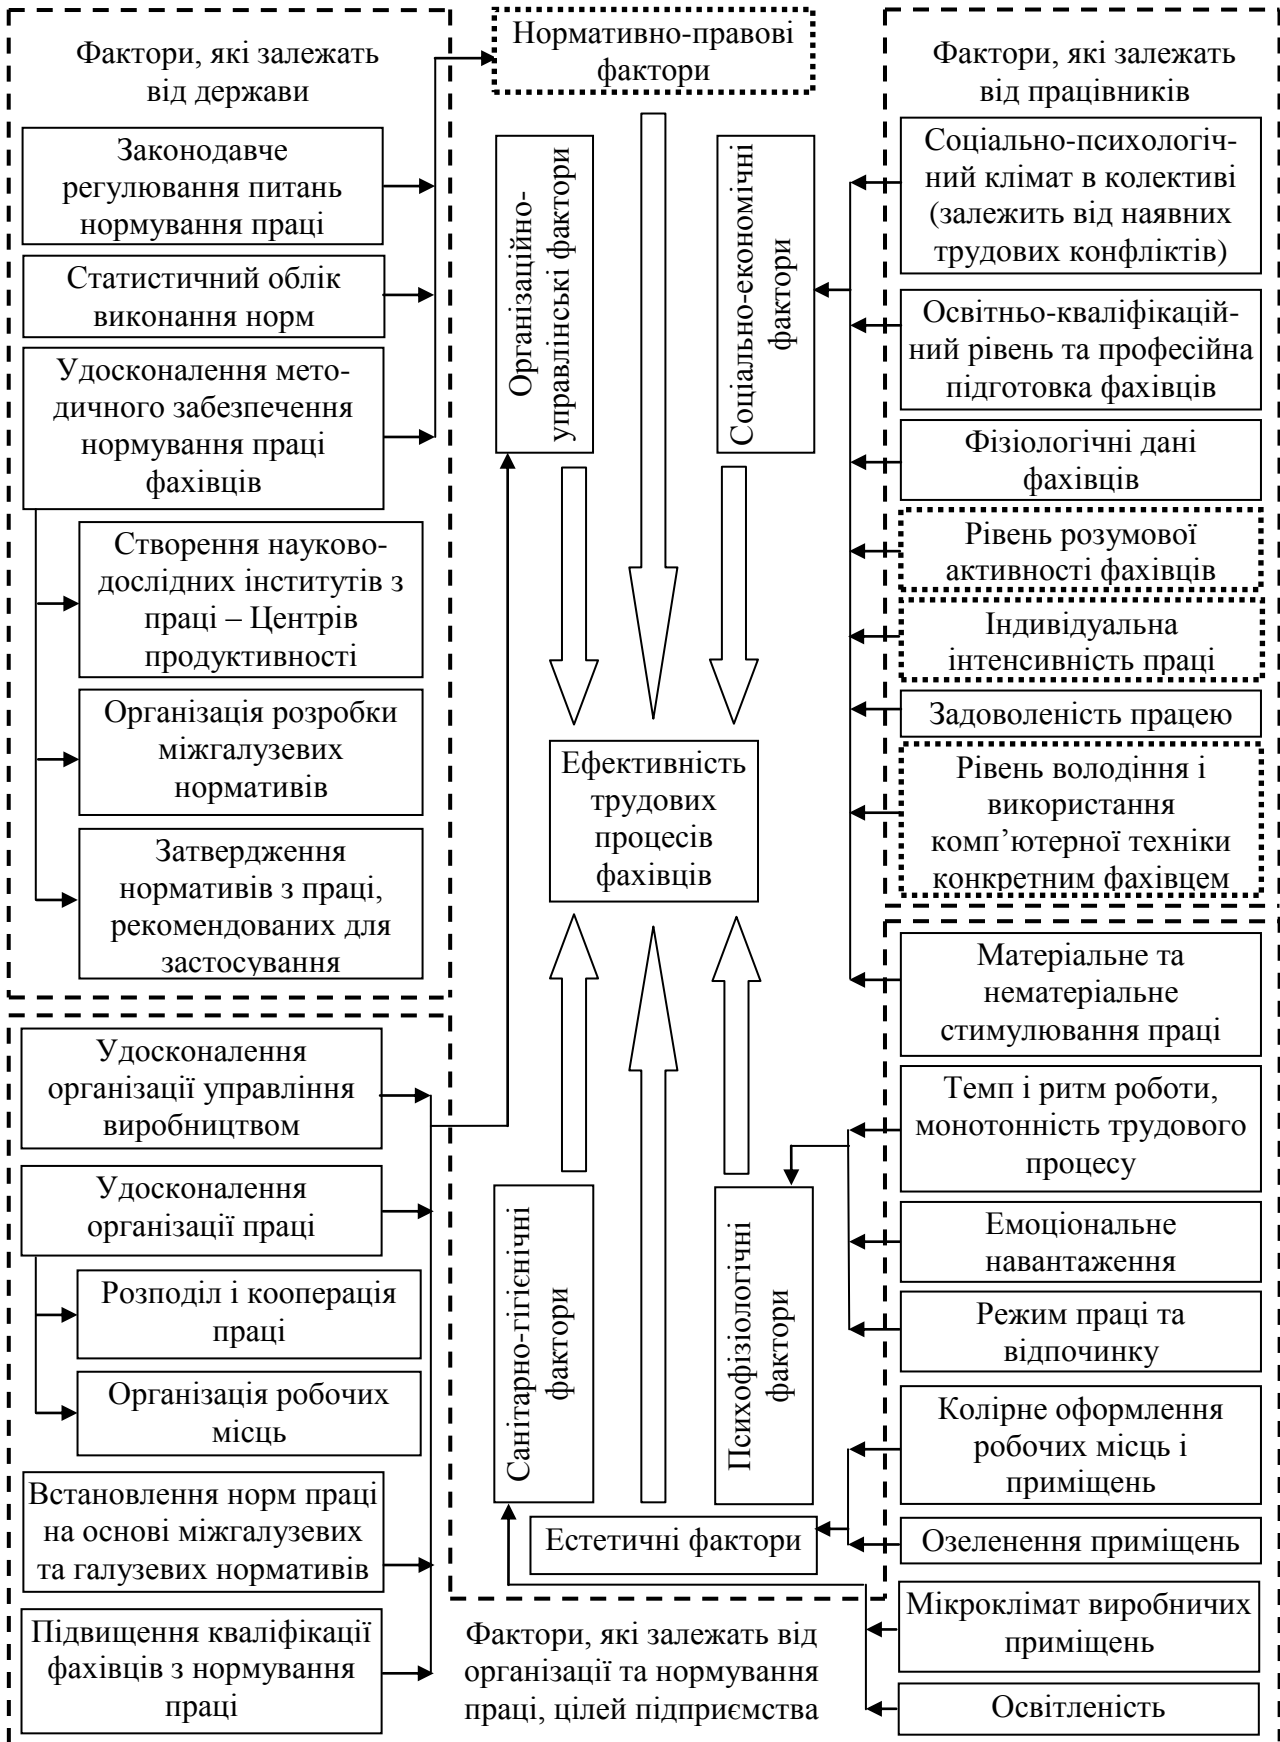 Фактори, які залежать
від держави
Законодавче
регулювання питань
нормування праці
Статистичний облік
виконання норм
Удосконалення мето-
дичного забезпечення
нормування праці
фахівців
Створення науково-
дослідних інститутів з
праці – Центрів
продуктивності
Організація розробки
міжгалузевих
нормативів
Затвердження
нормативів з праці,
рекомендованих для
застосування
Удосконалення
організації управління
виробництвом
Удосконалення
організації праці
Розподіл і кооперація
праці
Організація робочих
місць
Встановлення норм праці
на основі міжгалузевих
та галузевих нормативів
Підвищення кваліфікації
фахівців з нормування
праці
Нормативно-правові
фактори
Організаційно-
управлінські фактори
Соціально-економічні
фактори
Ефективність
трудових
процесів
фахівців
Санітарно-гігієнічні
фактори
Психофізіологічні
фактори
Естетичні фактори
Фактори, які залежать від
організації та нормування
праці, цілей підприємства
Фактори, які залежать
від працівників
Соціально-психологіч-
ний клімат в колективі
(залежить від наявних
трудових конфліктів)
Освітньо-кваліфікацій-
ний рівень та професійна
підготовка фахівців
Фізіологічні дані
фахівців
Рівень розумової
активності фахівців
Індивідуальна
інтенсивність праці
Задоволеність працею
Рівень володіння і
використання
комп’ютерної техніки
конкретним фахівцем
Матеріальне та
нематеріальне
стимулювання праці
Темп і ритм роботи,
монотонність трудового
процесу
Емоціональне
навантаження
Режим праці та
відпочинку
Колірне оформлення
робочих місць і
приміщень
Озеленення приміщень
Мікроклімат виробничих
приміщень
Освітленість